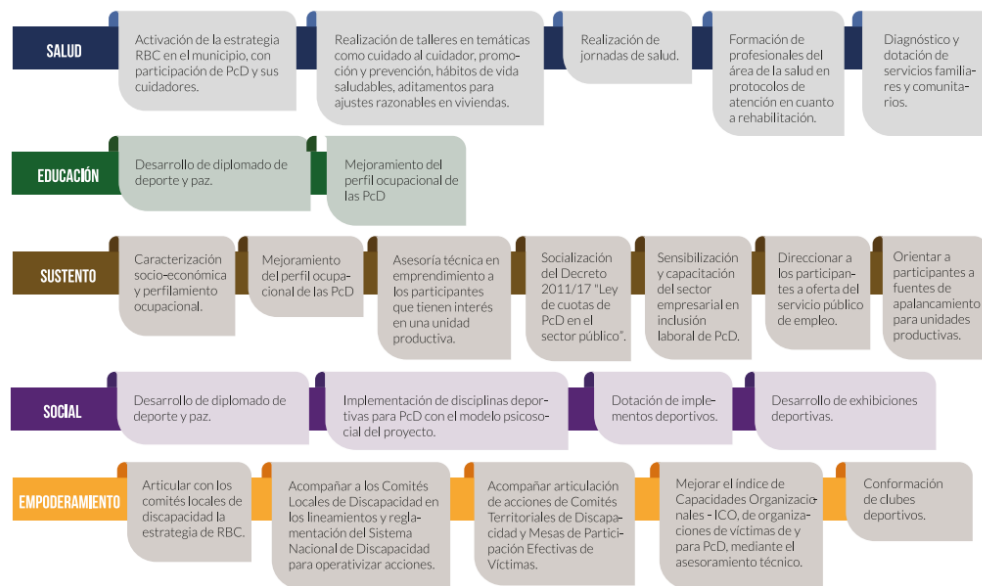 SALUD
Activación de la estrategia
RBC en el municipio, con
participación de PcD y sus
cuidadores.
Realización de talleres en temáticas
como cuidado al cuidador, promo-
ción y prevención, hábitos de vida
saludables, aditamentos para
ajustes razonables en viviendas.
Realización de
jornadas de salud.
Formación de
profesionales del
área de la salud en
protocolos de
atención en cuanto
a rehabilitación.
Diagnóstico y
dotación de
servicios familia-
res y comunita-
rios.
EDUCACIÓN
Desarrollo de diplomado de
deporte y paz.
Mejoramiento del
perfil ocupacional de
las PcD
SUSTENTO
Caracterización
socio-económica
y perfilamiento
ocupacional.
Mejoramiento
del perfil ocupa-
cional de las PcD
Asesoría técnica en
emprendimiento a
los participantes
que tienen interés
en una unidad
productiva.
Socialización
del Decreto
2011/17 "Ley
de cuotas de
PcD en el
sector público".
Sensibilización
y capacitación
del sector
empresarial en
inclusión
laboral de PcD.
Direccionar a
los participan-
tes a oferta del
servicio público
de empleo.
Orientar a
participantes a
fuentes de
apalancamiento
para unidades
productivas.
SOCIAL
Desarrollo de diplomado de
deporte y paz.
Implementación de disciplinas depor-
tivas para PcD con el modelo psicoso-
cial del proyecto.
Dotación de imple-
mentos deportivos.
Desarrollo de exhibiciones
deportivas.
EMPODERAMIENTO
Articular con los
comités locales de
discapacidad la
estrategia de RBC.
Acompañar a los Comités
Locales de Discapacidad en
los lineamientos y regla-
mentación del Sistema
Nacional de Discapacidad
para operativizar acciones.
Acompañar articulación
de acciones de Comités
Territoriales de Discapa-
cidad y Mesas de Partici-
pación Efectivas de
Víctimas.
Mejorar el índice de
Capacidades Organizacio-
nales - ICO, de organizacio-
nes de víctimas de y
para PcD, mediante el
asesoramiento técnico.
Conformación
de clubes
deportivos.